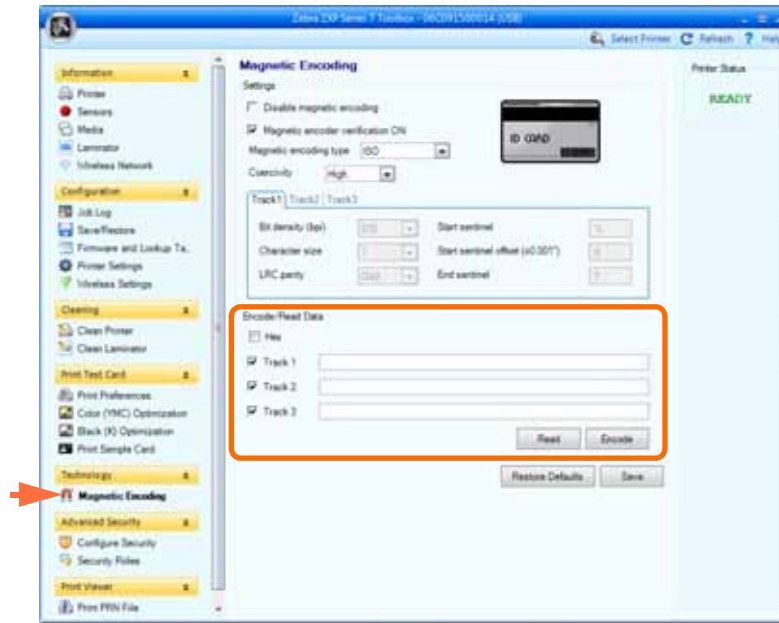 Zebra ZXP Series 7 Toolbox - 06C091500014 (USB)
Select Printer Refresh ? Help
Information
Printer
Sensors
Media
Laminator
Wireless Network
Configuration
Job Log
Save/Restore
Firmware and Lookup Ta..
Printer Settings
Wireless Settings
Cleaning
Clean Printer
Clean Laminator
Print Test Card
Print Preferences
Color (YMC) Optimization
Black (K) Optimization
Print Sample Card
Technology
Magnetic Encoding
Advanced Security
Configure Security
Security Roles
Print Viewer
Print PRN File
Magnetic Encoding
Settings
Disable magnetic encoding
Magnetic encoder verification ON
Magnetic encoding type ISO
Coercivity High
ID CARD
Track1 Track2 Track3
Bit density (bpi) 210 Start sentinel %
Character size 7 Start sentinel offset (x0.001")
LRC parity Odd End sentinel ?
Encode/Read Data
Hex
Track 1
Track 2
Track 3
Read Encode
Restore Defaults Save
Printer Status
READY